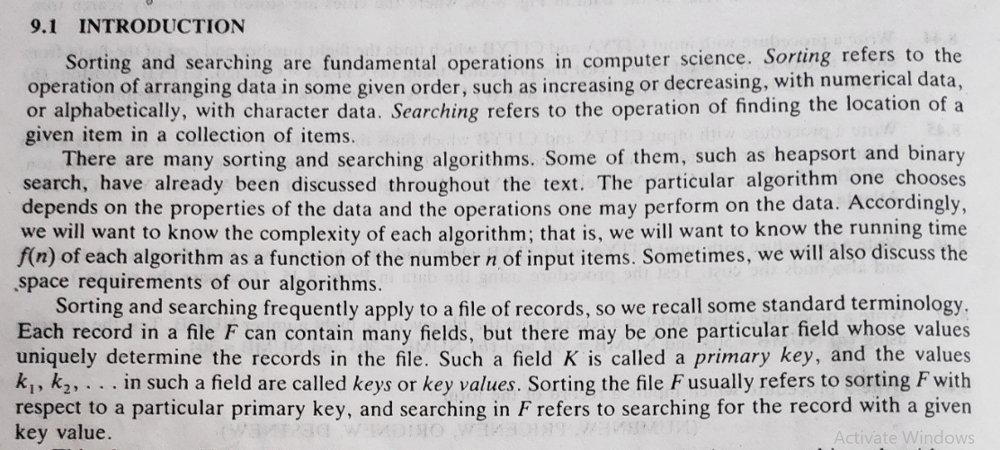 9.1 INTRODUCTION
Sorting and searching are fundamental operations in computer science. Sorting refers to the
operation of arranging data in some given order, such as increasing or decreasing, with numerical data,
or alphabetically, with character data. Searching refers to the operation of finding the location of a
given item in a collection of items.
There are many sorting and searching algorithms. Some of them, such as heapsort and binary
search, have already been discussed throughout the text. The particular algorithm one chooses
depends on the properties of the data and the operations one may perform on the data. Accordingly,
we will want to know the complexity of each algorithm; that is, we will want to know the running time
f(n) of each algorithm as a function of the number n of input items. Sometimes, we will also discuss the
space requirements of our algorithms.
Sorting and searching frequently apply to a file of records, so we recall some standard terminology.
Each record in a file F can contain many fields, but there may be one particular field whose values
uniquely determine the records in the file. Such a field K is called a primary key, and the values
k₁, k₂, . . . in such a field are called keys or key values. Sorting the file F usually refers to sorting F with
respect to a particular primary key, and searching in F refers to searching for the record with a given
key value.
Activate Windows